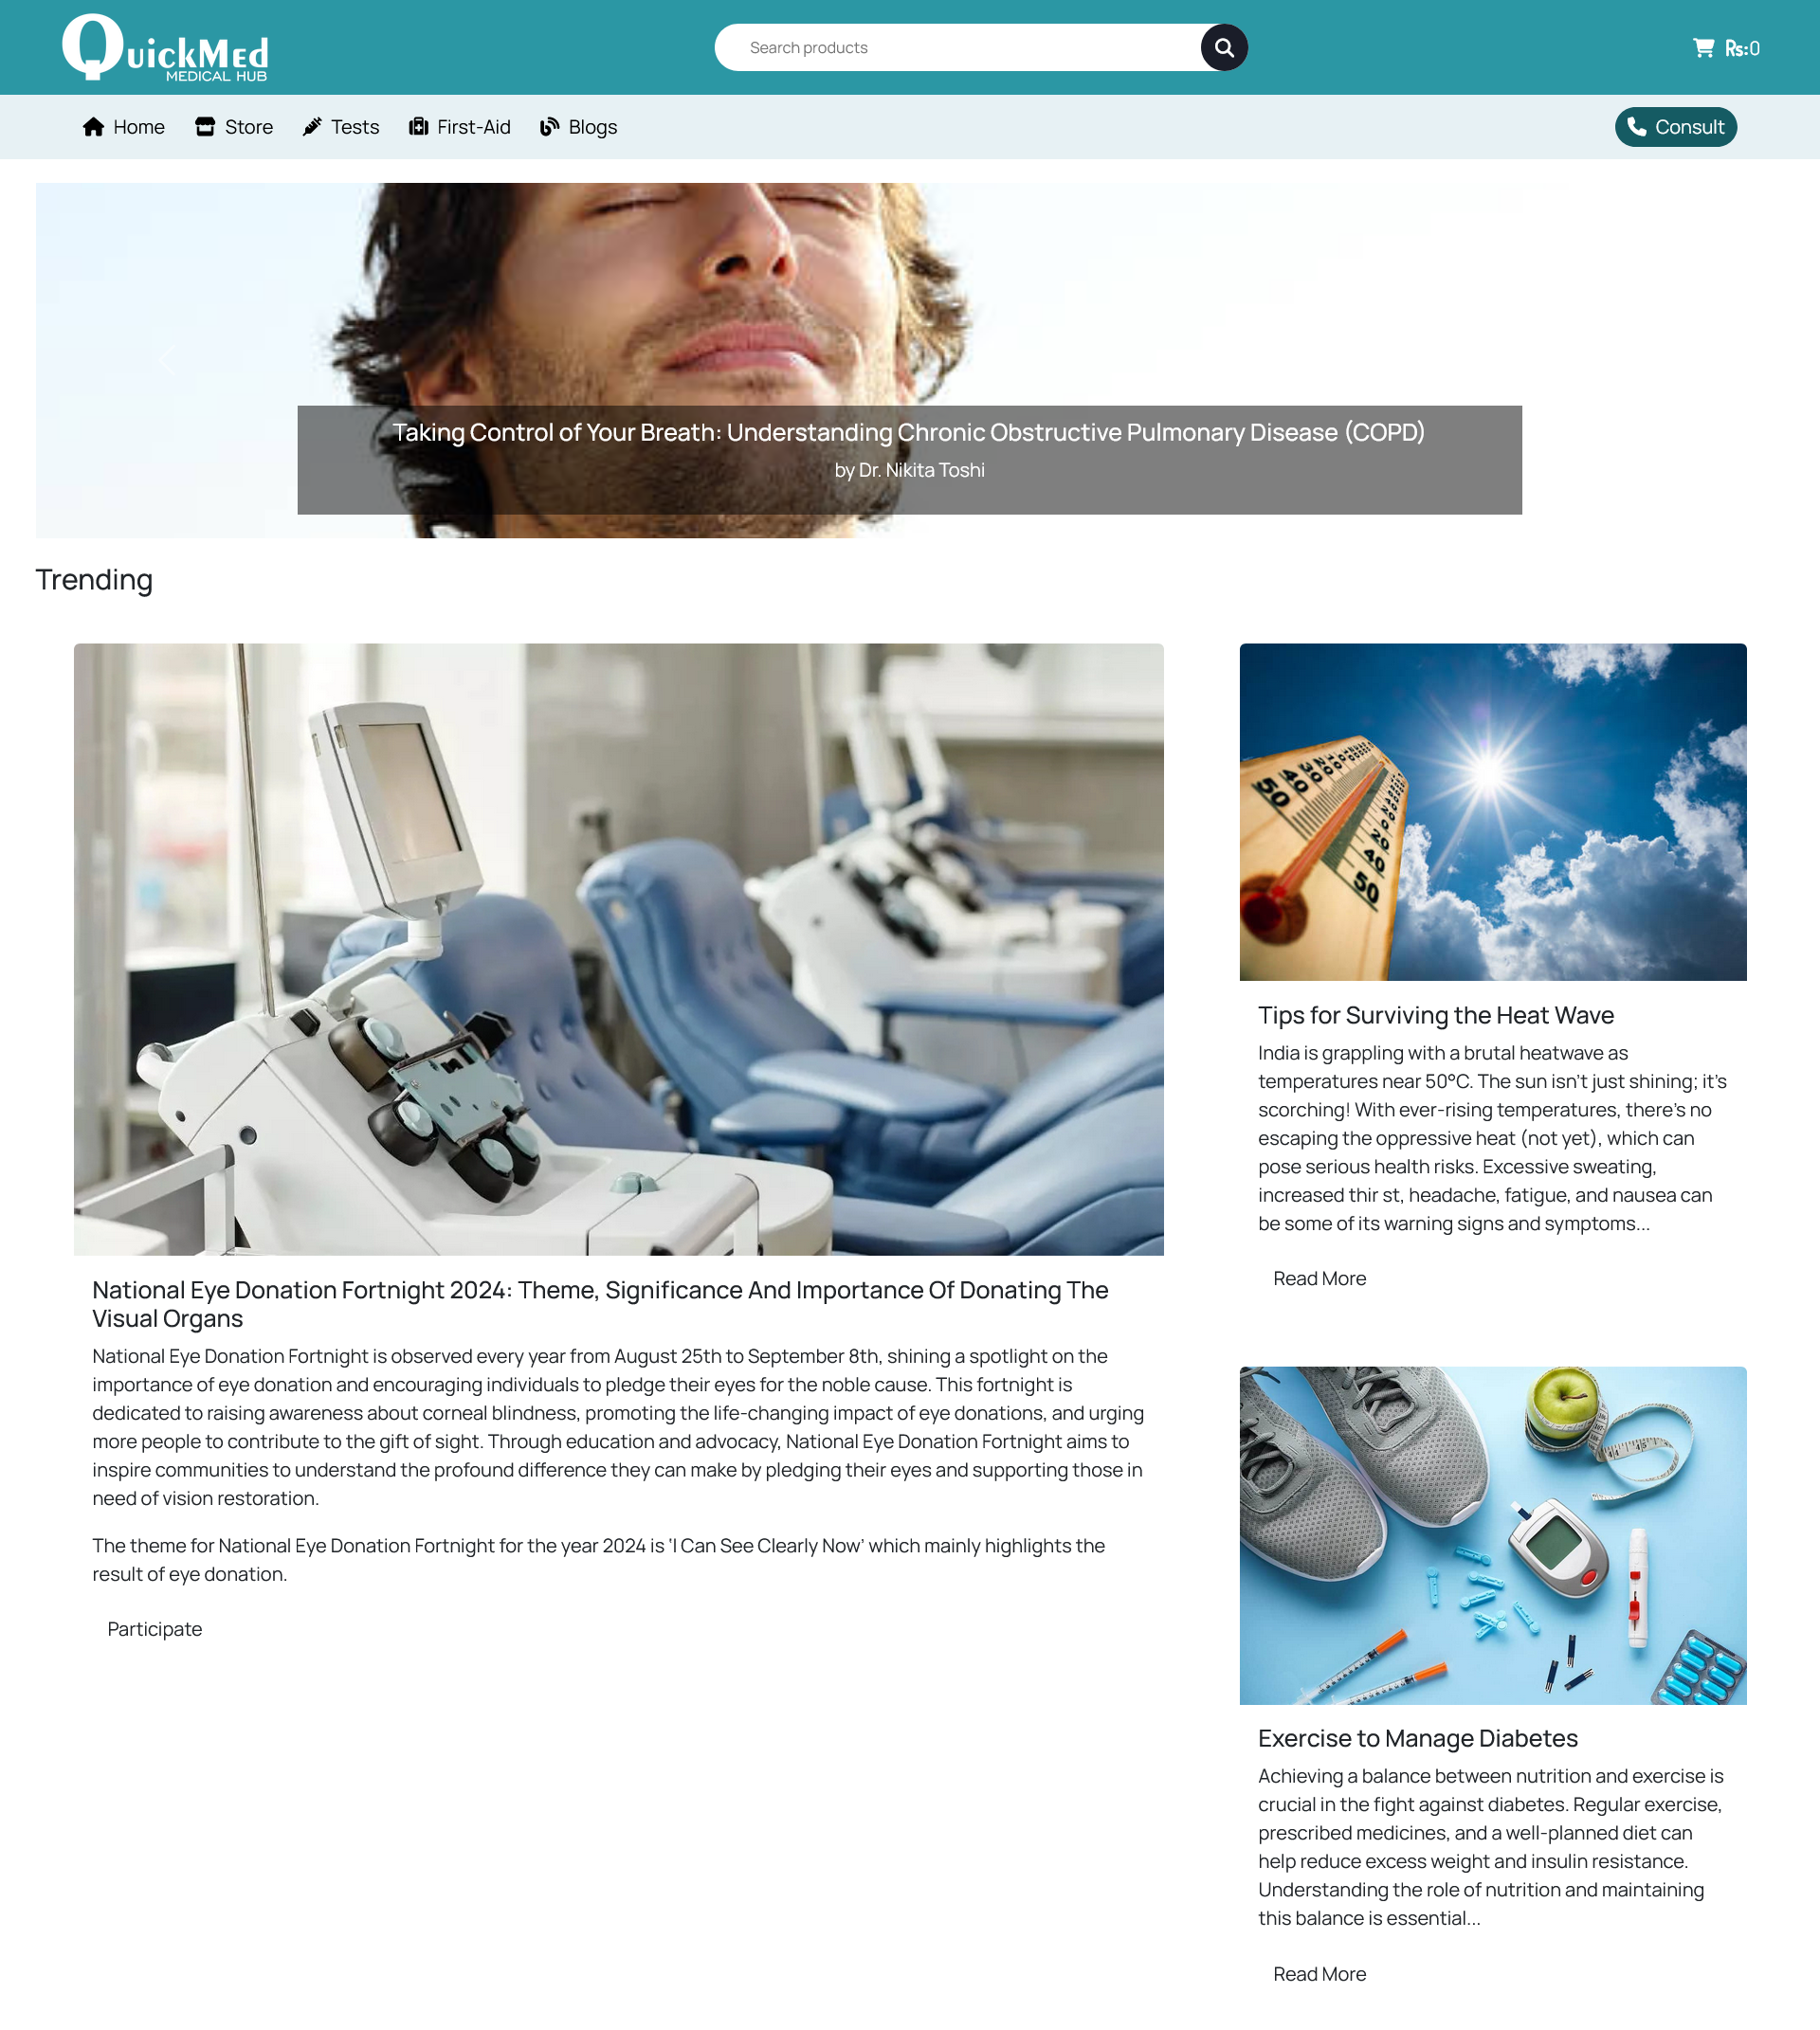 QuickMed
MEDICAL HUB
Search products
Rs:0
Home Store Tests First-Aid Blogs Consult
Taking Control of Your Breath: Understanding Chronic Obstructive Pulmonary Disease (COPD)
by Dr. Nikita Toshi
Trending
National Eye Donation Fortnight 2024: Theme, Significance And Importance Of Donating The
Visual Organs
National Eye Donation Fortnight is observed every year from August 25th to September 8th, shining a spotlight on the
importance of eye donation and encouraging individuals to pledge their eyes for the noble cause. This fortnight is
dedicated to raising awareness about corneal blindness, promoting the life-changing impact of eye donations, and urging
more people to contribute to the gift of sight. Through education and advocacy, National Eye Donation Fortnight aims to
inspire communities to understand the profound difference they can make by pledging their eyes and supporting those in
need of vision restoration.
The theme for National Eye Donation Fortnight for the year 2024 is ‘I Can See Clearly Now’ which mainly highlights the
result of eye donation.
Participate
50 40 30 20 10
20 40 50
Tips for Surviving the Heat Wave
India is grappling with a brutal heatwave as
temperatures near 50°C. The sun isn’t just shining; it’s
scorching! With ever-rising temperatures, there’s no
escaping the oppressive heat (not yet), which can
pose serious health risks. Excessive sweating,
increased thir st, headache, fatigue, and nausea can
be some of its warning signs and symptoms...
Read More
Exercise to Manage Diabetes
Achieving a balance between nutrition and exercise is
crucial in the fight against diabetes. Regular exercise,
prescribed medicines, and a well-planned diet can
help reduce excess weight and insulin resistance.
Understanding the role of nutrition and maintaining
this balance is essential...
Read More